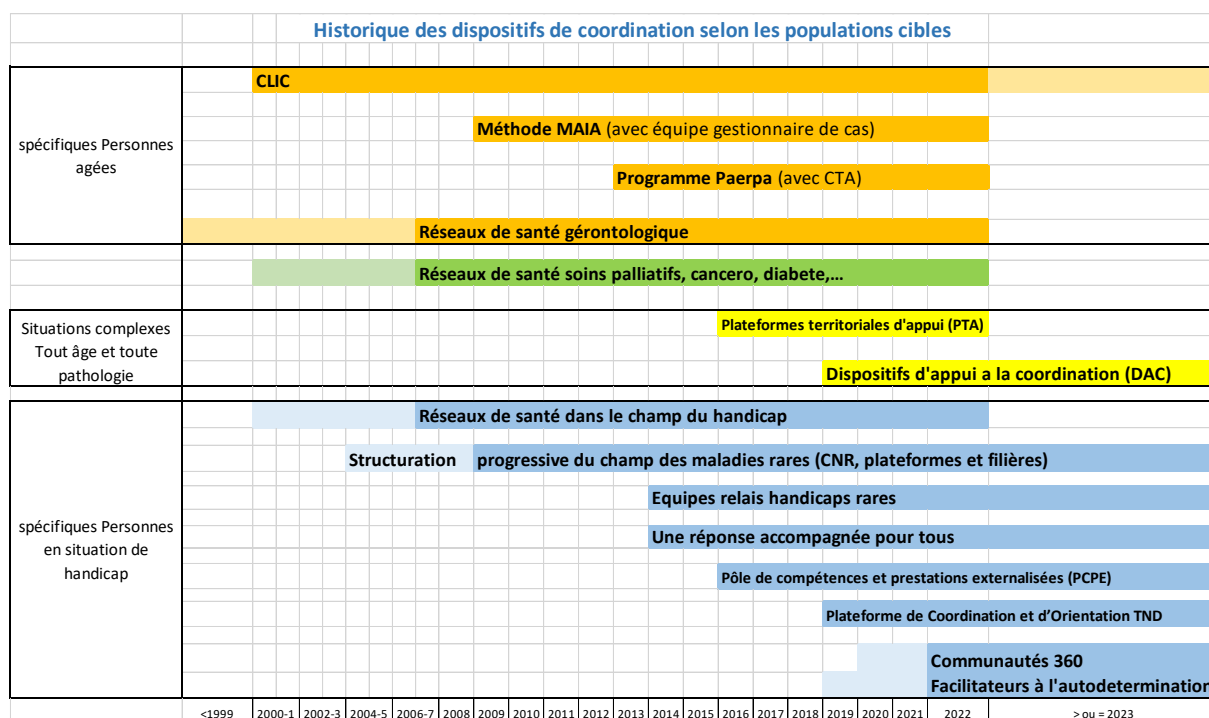 Historique des dispositifs de coordination selon les populations cibles
CLIC
spécifiques Personnes
agées
Méthode MAIA (avec équipe gestionnaire de cas)
Programme Paerpa (avec CTA)
Réseaux de santé gérontologique
Réseaux de santé soins palliatifs, cancero, diabete,...
Situations complexes
Tout âge et toute
pathologie
Plateformes territoriales d'appui (PTA)
Dispositifs d'appui a la coordination (DAC)
spécifiques Personnes
en situation de
handicap
Réseaux de santé dans le champ du handicap
Structuration progressive du champ des maladies rares (CNR, plateformes et filières)
Equipes relais handicaps rares
Une réponse accompagnée pour tous
Pôle de compétences et prestations externalisées (PCPE)
Plateforme de Coordination et d’Orientation TND
Communautés 360
Facilitateurs à l'autodetermination
<1999 2000-1 2002-3 2004-5 2006-7 2008 2009 2010 2011 2012 2013 2014 2015 2016 2017 2018 2019 2020 2021 2022 > ou = 2023